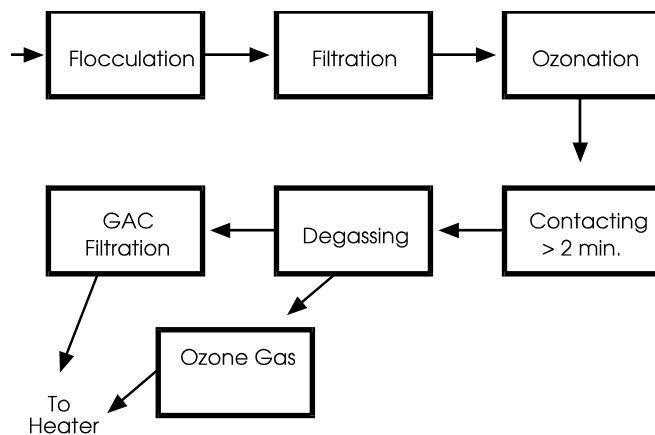 Flocculation
Filtration
Ozonation
Contacting
> 2 min.
Degassing
GAC
Filtration
Ozone Gas
To
Heater